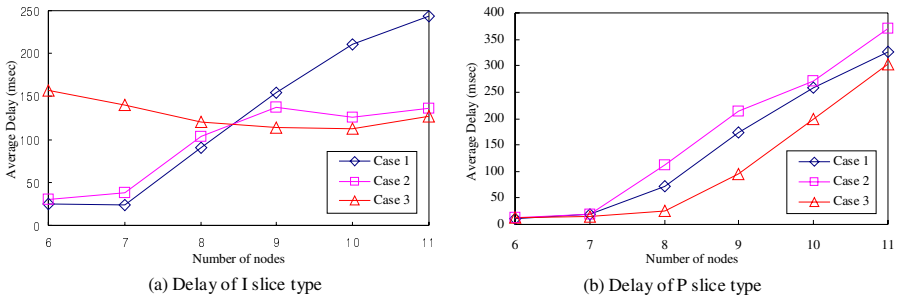 250
200
150
100
50
0
Average Delay (msec)
6 7 8 9 10 11
Number of nodes
Case 1
Case 2
Case 3
(a) Delay of I slice type
400
350
300
250
200
150
100
50
0
Average Delay (msec)
6 7 8 9 10 11
Number of nodes
Case 1
Case 2
Case 3
(b) Delay of P slice type